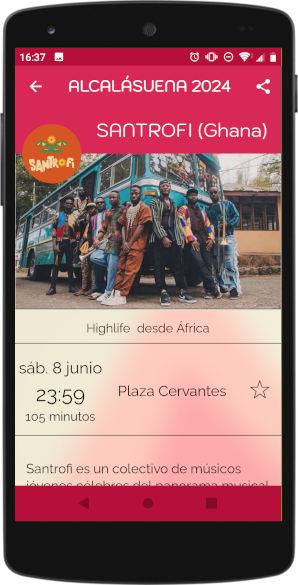 16:37
ALCALÁSUENA 2024
SANTROFI (Ghana)
SANTROFI
Highlife desde África
sáb. 8 junio
23:59
Plaza Cervantes
105 minutos
Santrofi es un colectivo de músicos
jóvenes célebres del panorama musical